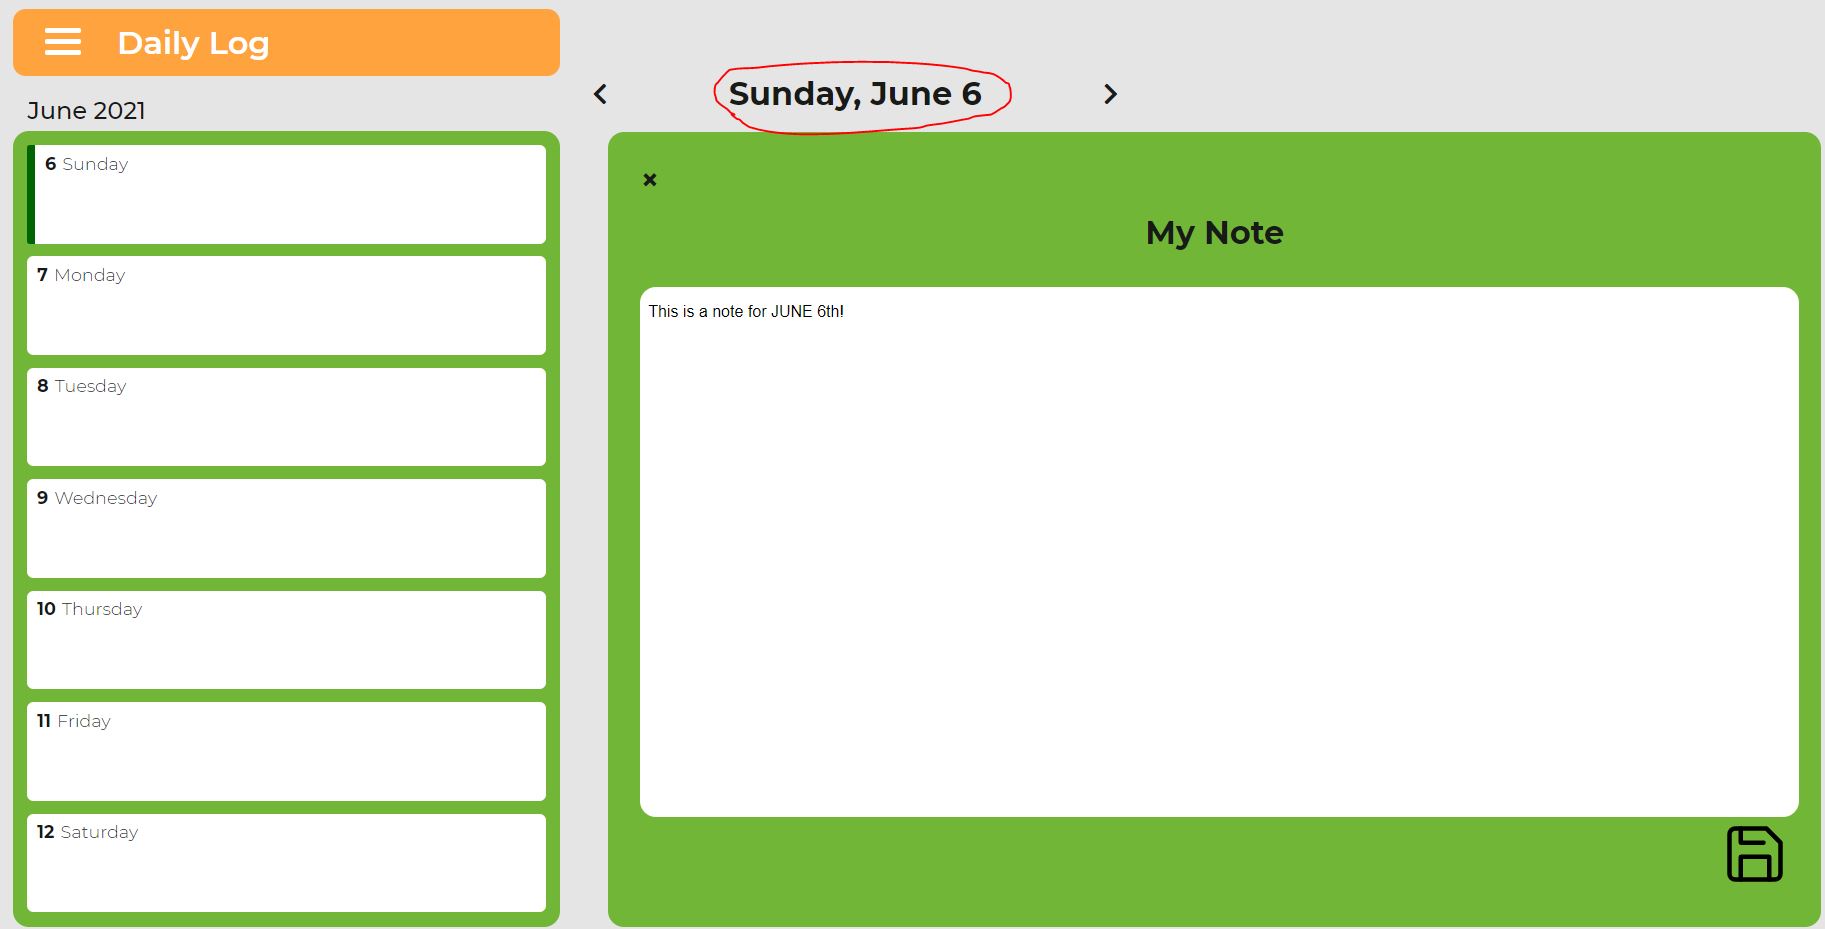 Daily Log
June 2021
6 Sunday
7 Monday
8 Tuesday
9 Wednesday
10 Thursday
11 Friday
12 Saturday
Sunday, June 6
My Note
This is a note for JUNE 6th!